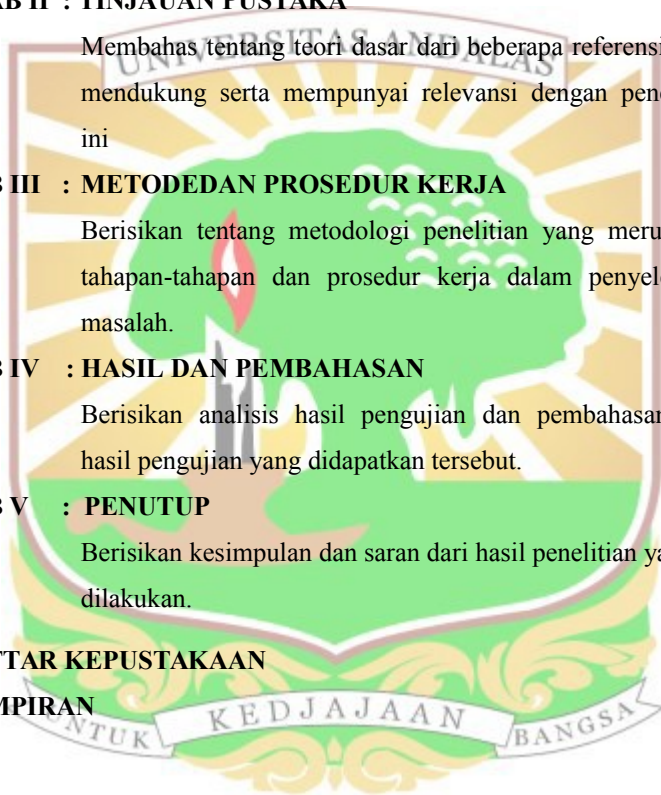 AB II : TINJAUAN PUSTAKA
UNIVERSITAS ANDALAS
Membahas tentang teori dasar dari beberapa referensi
mendukung serta mempunyai relevansi dengan pene
ini
B III : METODEDAN PROSEDUR KERJA
Berisikan tentang metodologi penelitian yang meru
tahapan-tahapan dan prosedur kerja dalam penyele
masalah.
B IV : HASIL DAN PEMBAHASAN
Berisikan analisis hasil pengujian dan pembahasan
hasil pengujian yang didapatkan tersebut.
B V : PENUTUP
Berisikan kesimpulan dan saran dari hasil penelitian ya
dilakukan.
TAR KEPUSTAKAAN
MPIRAN
UNTUK KEDJAJAAN BANGSA